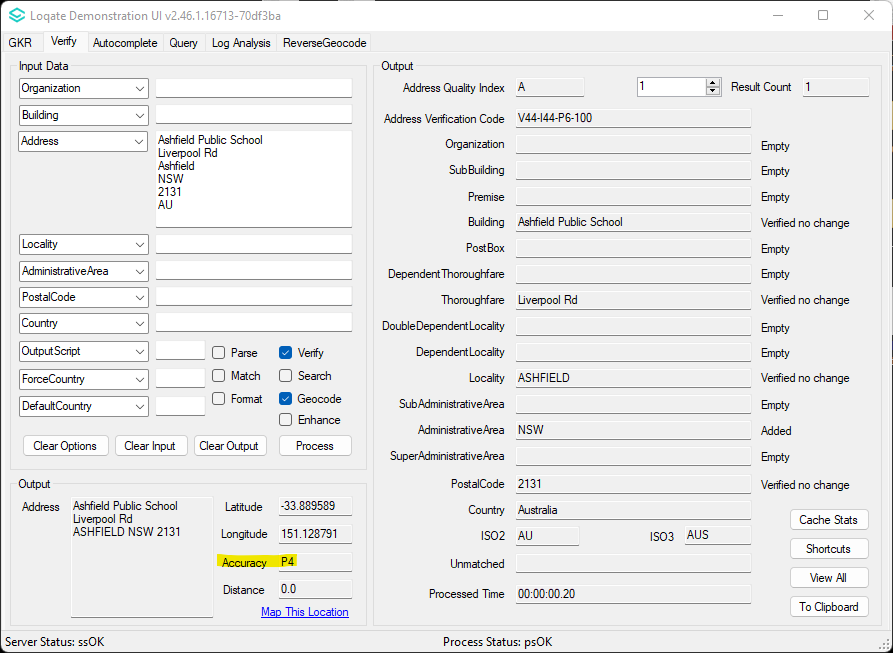 Loqate Demonstration UI v2.46.1.16713-70df3ba
GKR Verify Autocomplete Query Log Analysis ReverseGeocode
Input Data
Organization
Building
Address
Ashfield Public School
Liverpool Rd
Ashfield
NSW
2131
AU
Locality
AdministrativeArea
PostalCode
Country
OutputScript
Parse Verify
ForceCountry
Match Search
DefaultCountry
Format Geocode
Enhance
Clear Options Clear Input Clear Output Process
Output
Address
Ashfield Public School
Liverpool Rd
ASHFIELD NSW 2131
Latitude -33.889589
Longitude 151.128791
Accuracy P4
Distance 0.0
Map This Location
Output
Address Quality Index A 1 Result Count 1
Address Verification Code V44-I44-P6-100
Organization Empty
SubBuilding Empty
Premise Empty
Building Ashfield Public School Verified no change
PostBox Empty
DependentThoroughfare Empty
Thoroughfare Liverpool Rd Verified no change
DoubleDependentLocality Empty
DependentLocality Empty
Locality ASHFIELD Verified no change
SubAdministrativeArea Empty
AdministrativeArea NSW Added
SuperAdministrativeArea Empty
PostalCode 2131 Verified no change
Country Australia
ISO2 AU ISO3 AUS
Unmatched
Processed Time 00:00:00.20
Cache Stats
Shortcuts
View All
To Clipboard
Server Status: ssOK Process Status: psOK